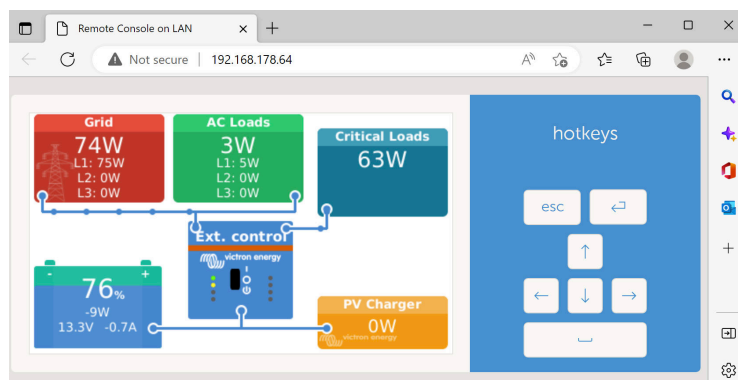 Remote Console on LAN
Not secure | 192.168.178.64
Grid
74W
L1: 75W
L2: 0W
L3: 0W
AC Loads
3W
L1: 5W
L2: 0W
L3: 0W
Critical Loads
63W
Ext. control
victron energy
I
O
- +
76%
-9W
13.3V -0.7A
PV Charger
0W
victron energy
hotkeys
esc